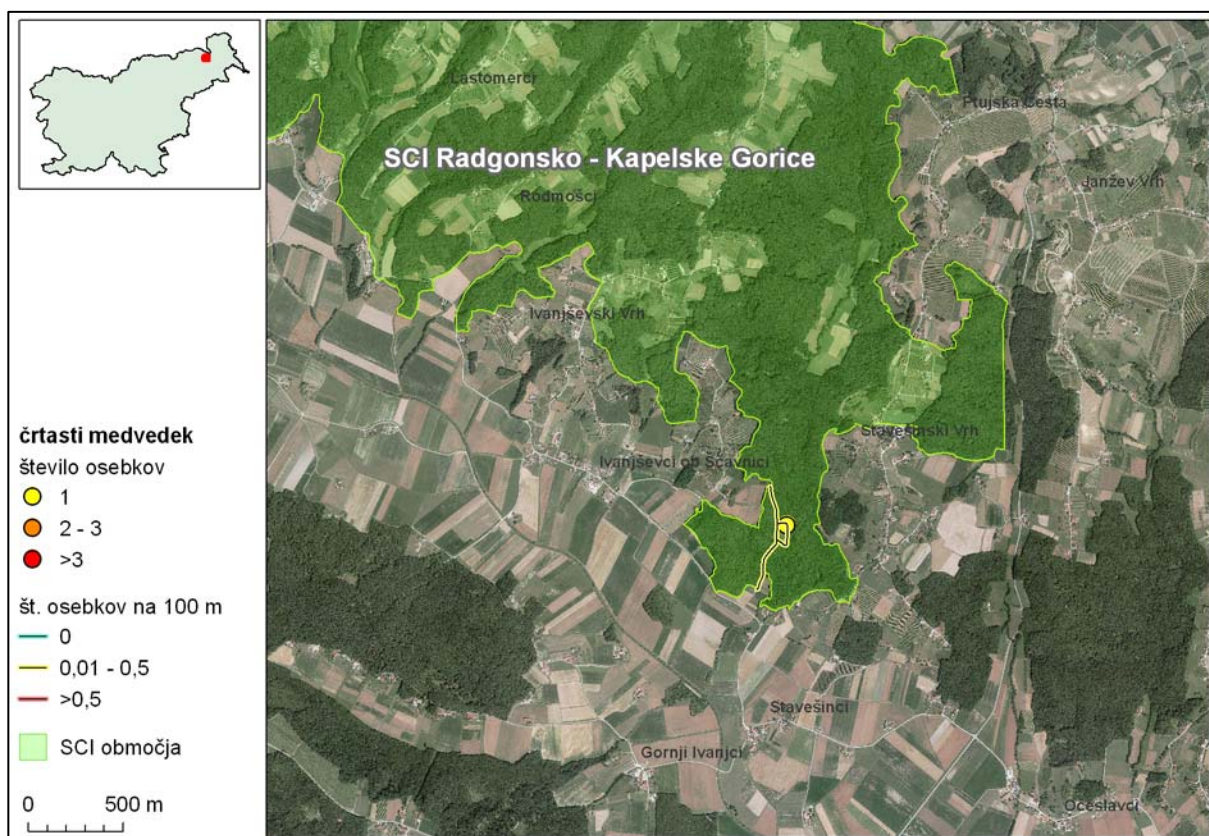 črtasti medvedek
število osebkov
1
2 - 3
>3
št. osebkov na 100 m
0
0,01 - 0,5
>0,5
SCI območja
0 500 m
Lastomerci
Ptujska Cesta
SCI Radgonsko - Kapelske Gorice
Janžev Vrh
Rodmošci
Ivanjševski Vrh
Stavešinski Vrh
Ivanjševci ob Ščavnici
Stavešinci
Gornji Ivanjci
Očeslavci